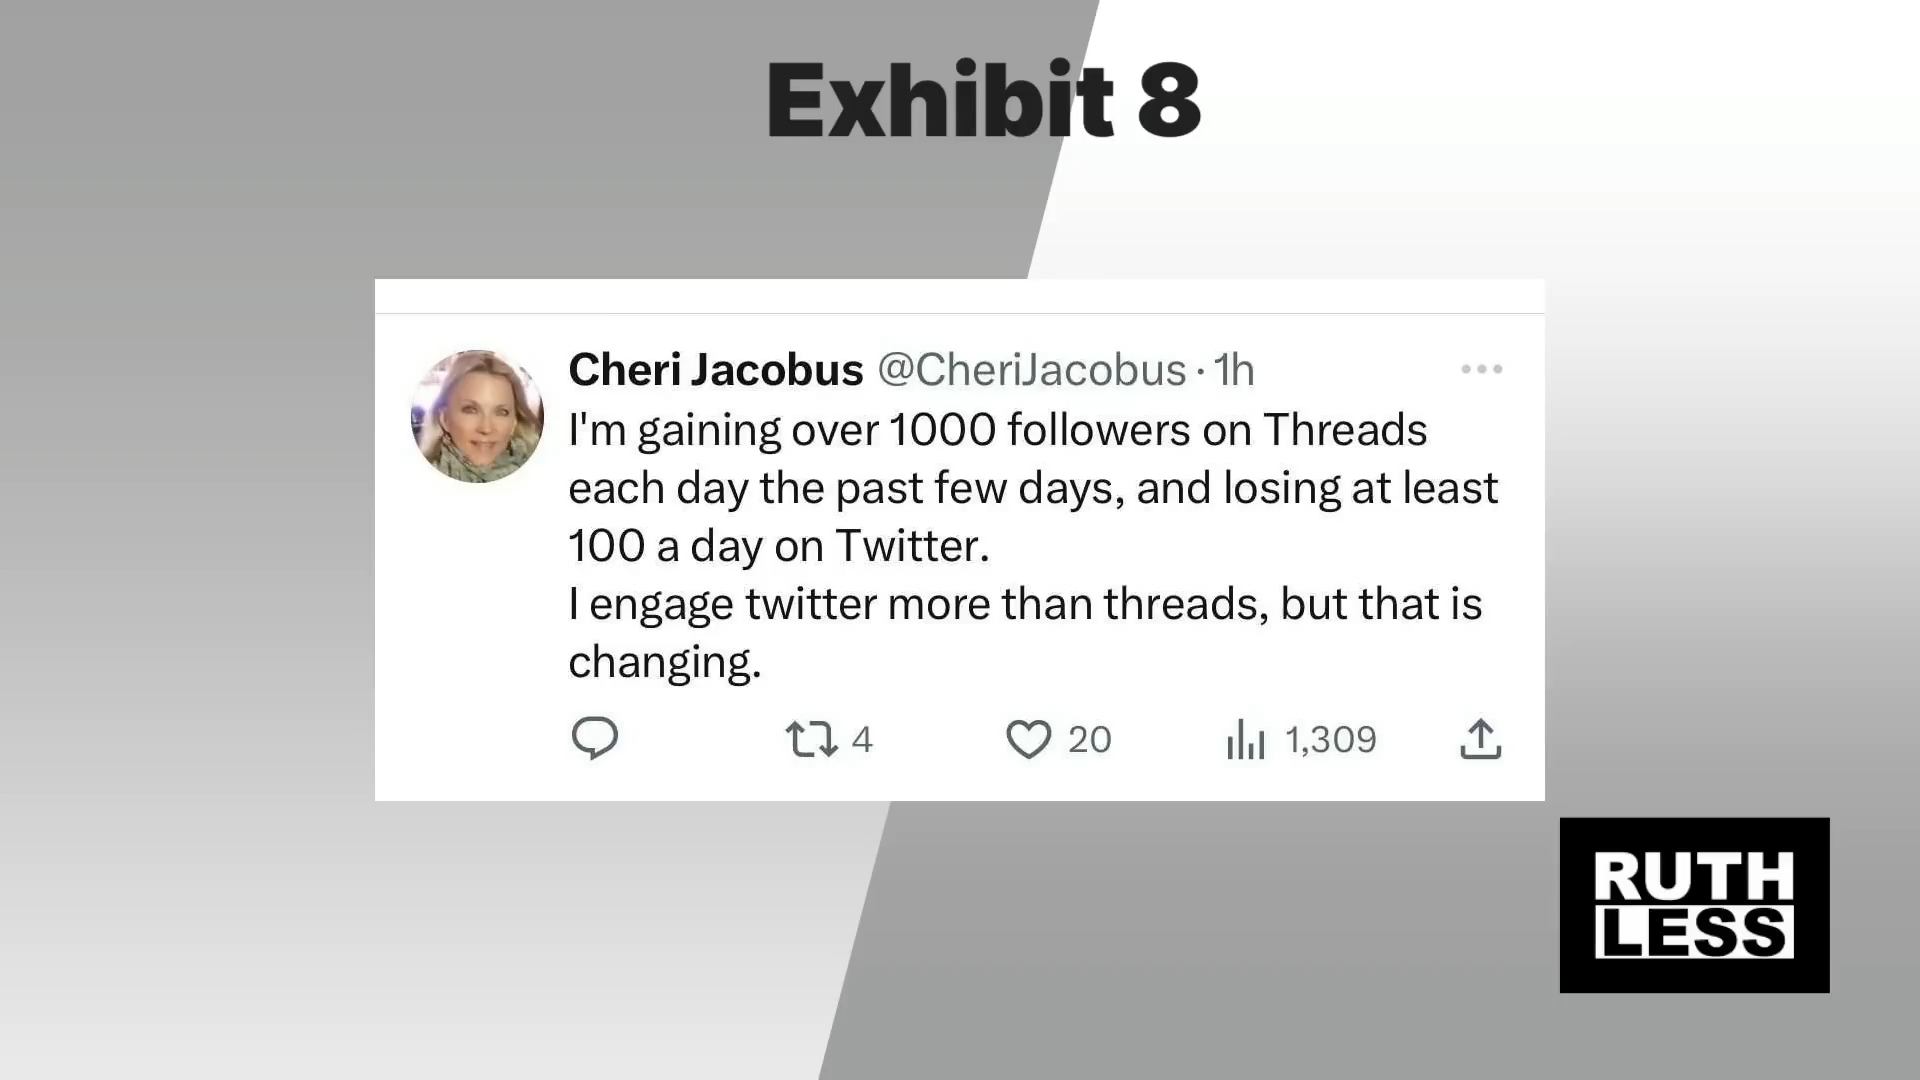 Exhibit 8
Cheri Jacobus @CheriJacobus · 1h
I'm gaining over 1000 followers on Threads
each day the past few days, and losing at least
100 a day on Twitter.
I engage twitter more than threads, but that is
changing.
4 20 1,309
RUTH
LESS